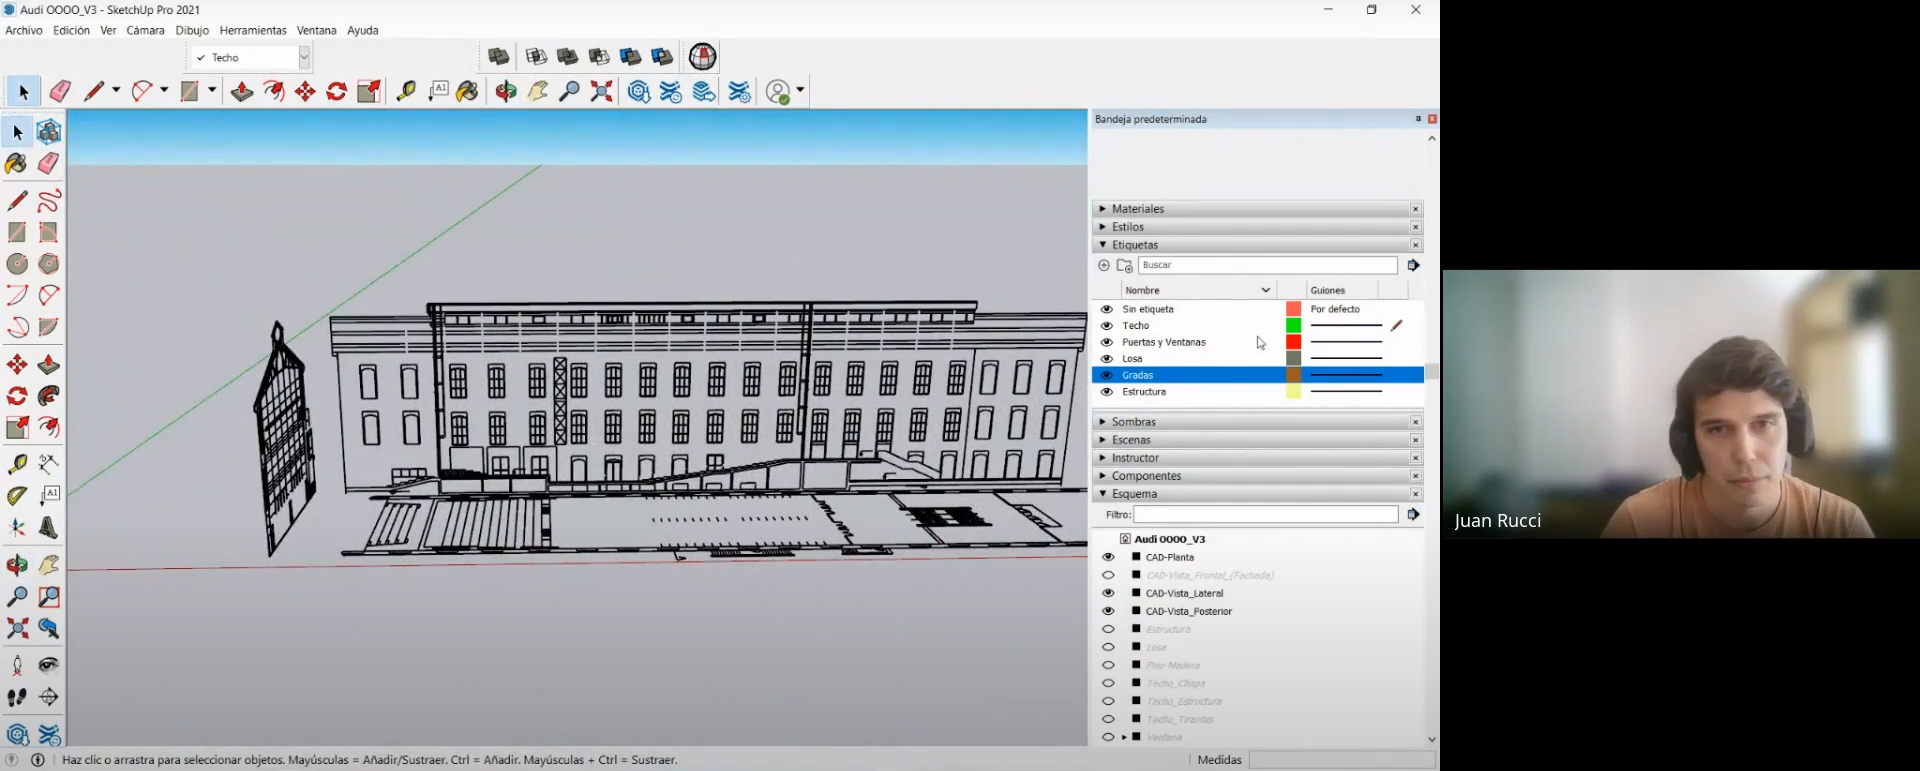 Audi OOOO_V3 - SketchUp Pro 2021
Archivo Edición Ver Cámara Dibujo Herramientas Ventana Ayuda
✓ Techo
A1
A1
Bandeja predeterminada
Materiales
Estilos
Etiquetas
Buscar
Nombre Guiones
Sin etiqueta Por defecto
Techo
Puertas y Ventanas
Losa
Gradas
Estructura
Sombras
Escenas
Instructor
Componentes
Esquema
Filtro:
Audi OOOO_V3
CAD-Planta
CAD-Vista_Frontal_(Fachada)
CAD-Vista_Lateral
CAD-Vista_Posterior
Estructura
Losa
Piso-Madera
Techo_Chapa
Techo_Estructura
Techo_Tirantes
Ventana
Haz clic o arrastra para seleccionar objetos. Mayúsculas = Añadir/Sustraer. Ctrl = Añadir. Mayúsculas + Ctrl = Sustraer.
Medidas
Juan Rucci